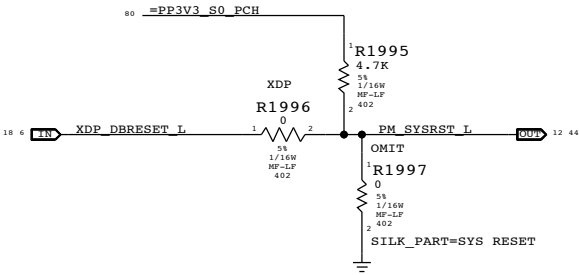 80 =PP3V3_S0_PCH
1
R1995
4.7K
5%
1/16W
MF-LF
402
2
XDP
R1996
0
18 6 IN XDP_DBRESET_L 1 2 PM_SYSRST_L OUT 12 44
5%
1/16W
MF-LF
402
OMIT
1
R1997
0
5%
1/16W
MF-LF
402
2
SILK_PART=SYS RESET